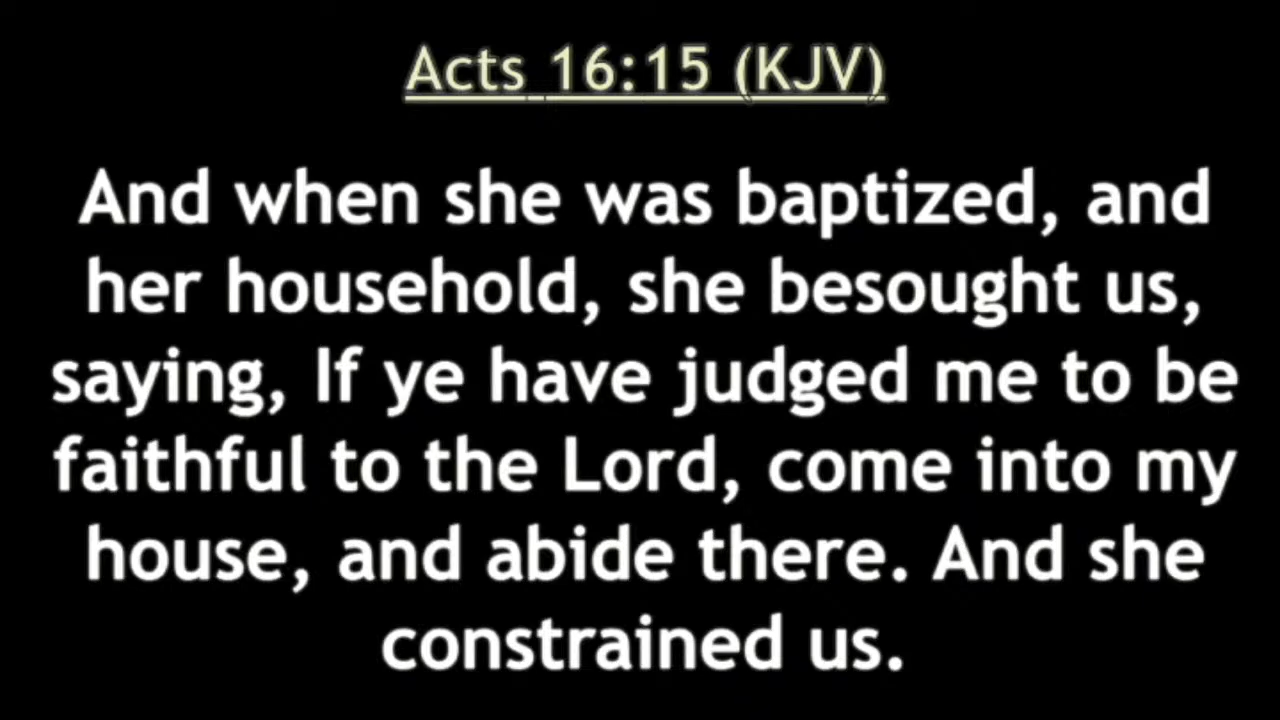 Acts 16:15 (KJV)
And when she was baptized, and
her household, she besought us,
saying, If ye have judged me to be
faithful to the Lord, come into my
house, and abide there. And she
constrained us.